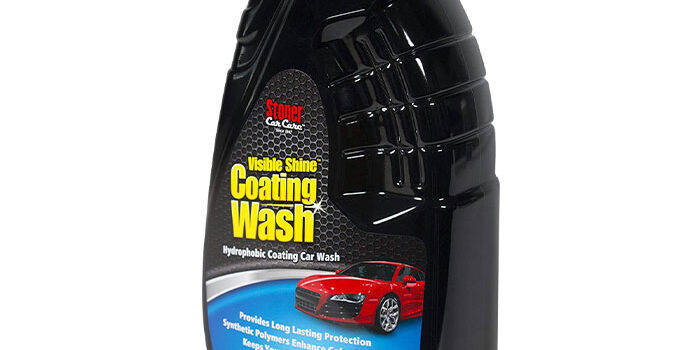 Stoner
Car Care
Since 1942
Visible Shine
Coating
Wash
Hydrophobic Coating Car Wash
Provides Long Lasting Protection
Synthetic Polymers Enhance
Keeps